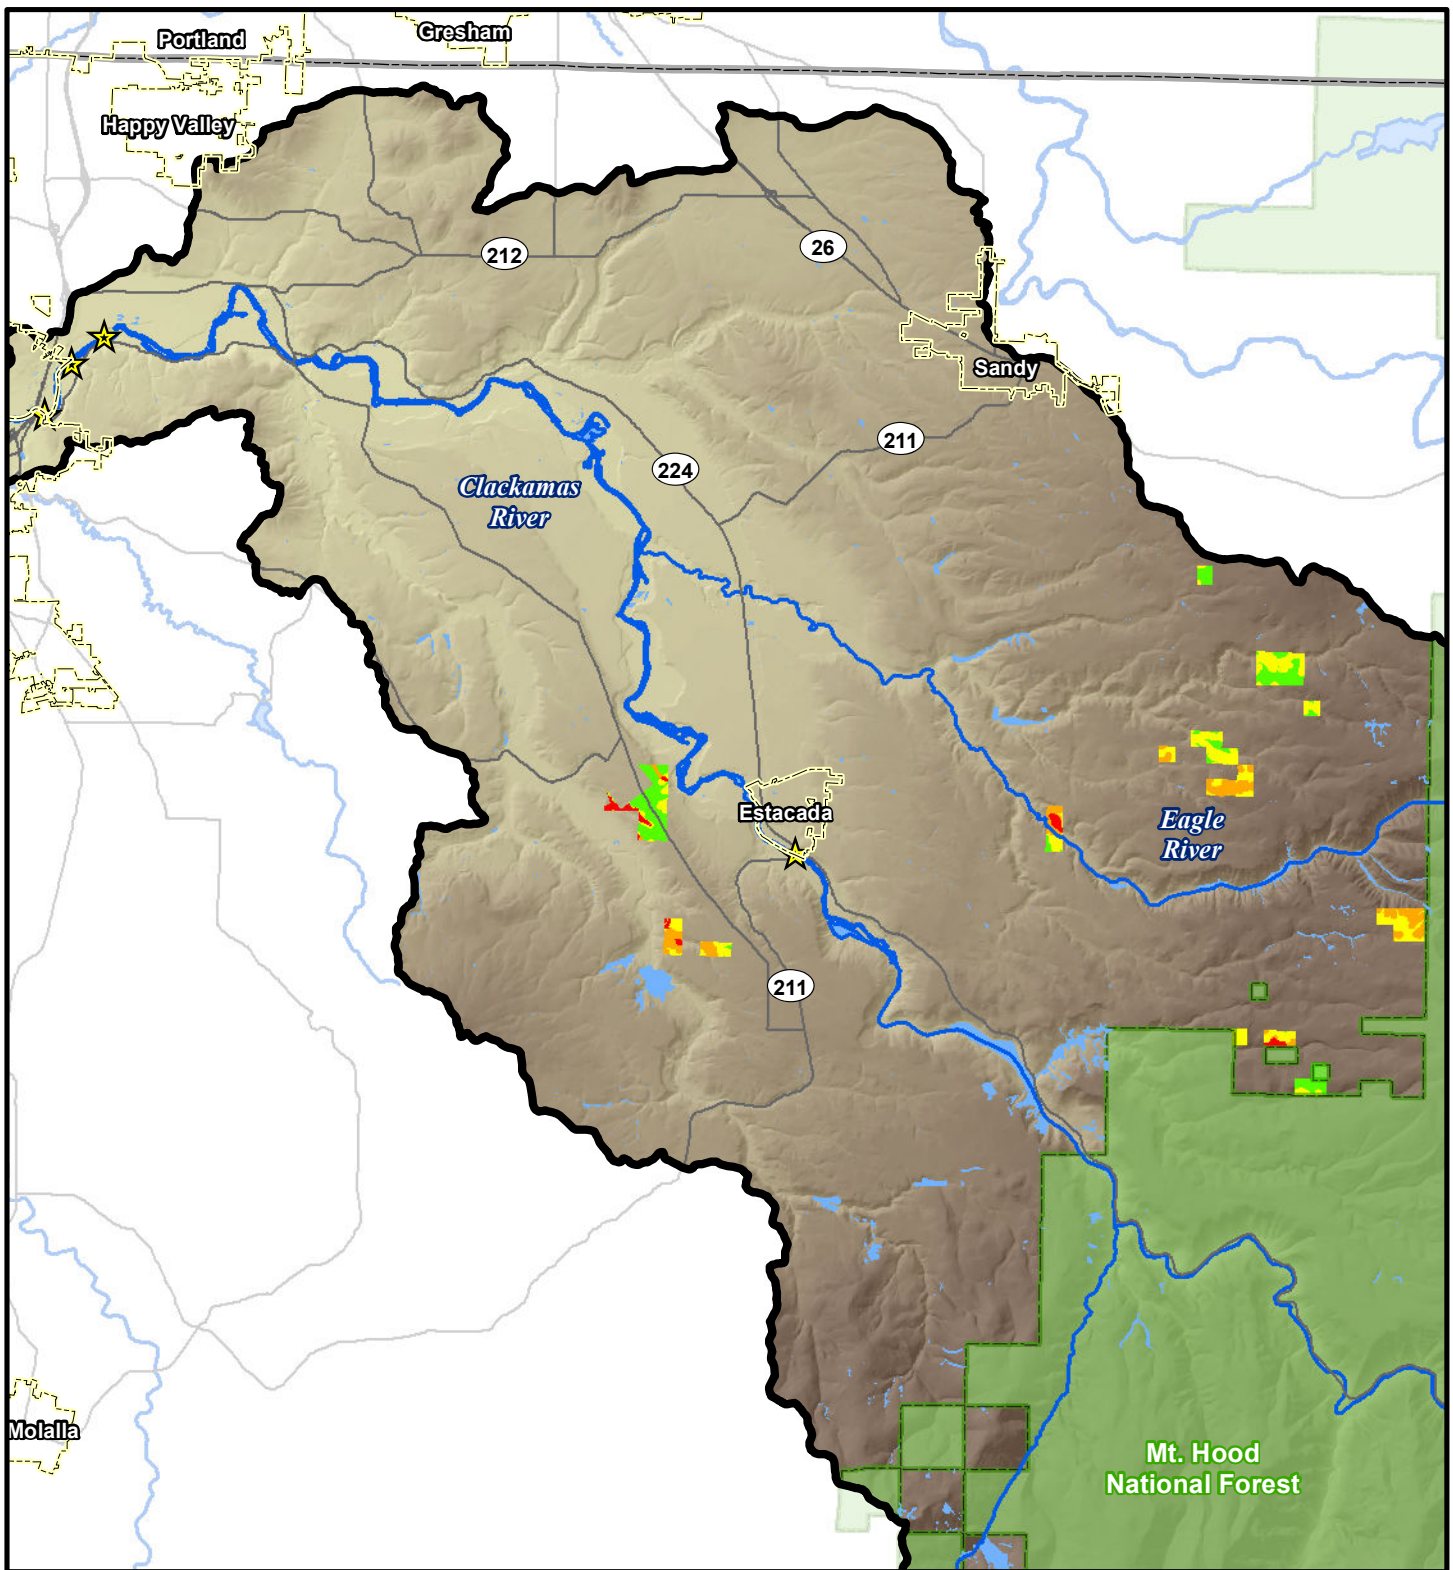 Portland
Gresham
Happy Valley
212
26
Sandy
211
224
Clackamas
River
Estacada
Eagle
River
211
Molalla
Mt. Hood
National Forest